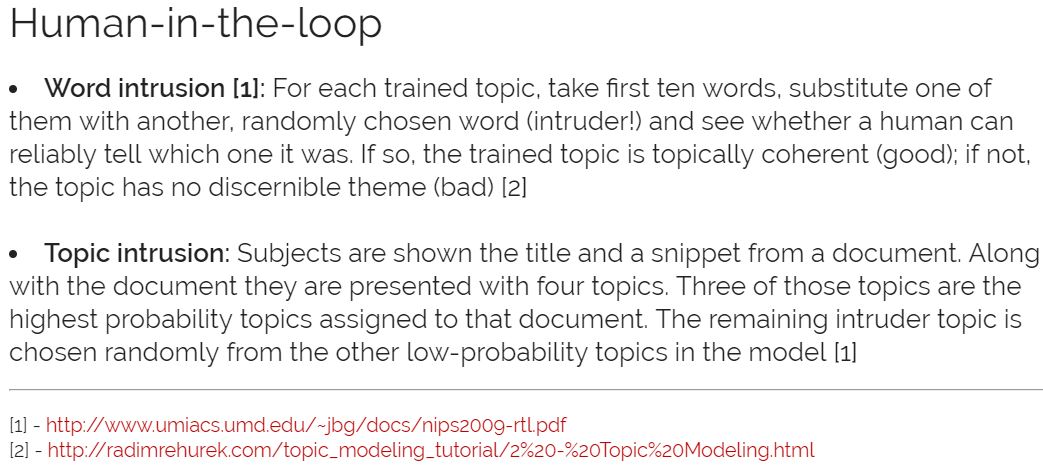 Human-in-the-loop
• Word intrusion [1]: For each trained topic, take first ten words, substitute one of
them with another, randomly chosen word (intruder!) and see whether a human can
reliably tell which one it was. If so, the trained topic is topically coherent (good); if not,
the topic has no discernible theme (bad) [2]
• Topic intrusion: Subjects are shown the title and a snippet from a document. Along
with the document they are presented with four topics. Three of those topics are the
highest probability topics assigned to that document. The remaining intruder topic is
chosen randomly from the other low-probability topics in the model [1]
[1] - http://www.umiacs.umd.edu/~jbg/docs/nips2009-rtl.pdf
[2] - http://radimrehurek.com/topic_modeling_tutorial/2%20-%20Topic%20Modeling.html